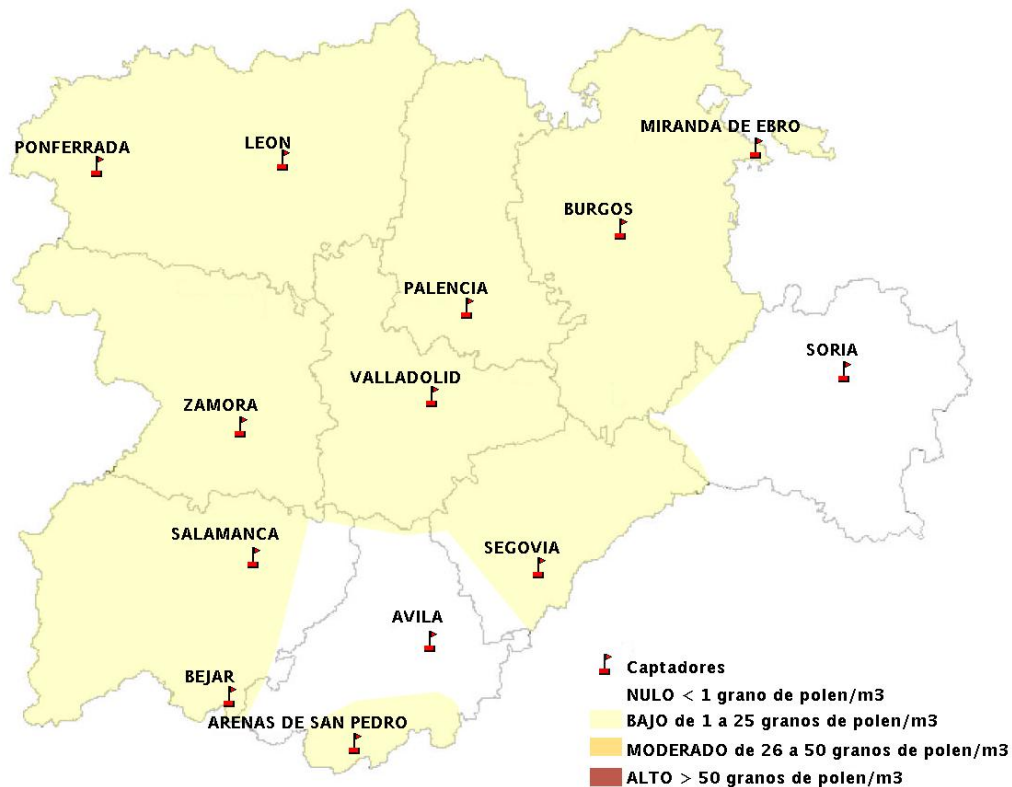 MIRANDA DE EBRO
PONFERRADA
LEON
BURGOS
PALENCIA
SORIA
VALLADOLID
ZAMORA
SALAMANCA
SEGOVIA
AVILA
BEJAR
ARENAS DE SAN PEDRO
Captadores
NULO < 1 grano de polen/m3
BAJO de 1 a 25 granos de polen/m3
MODERADO de 26 a 50 granos de polen/m3
ALTO > 50 granos de polen/m3